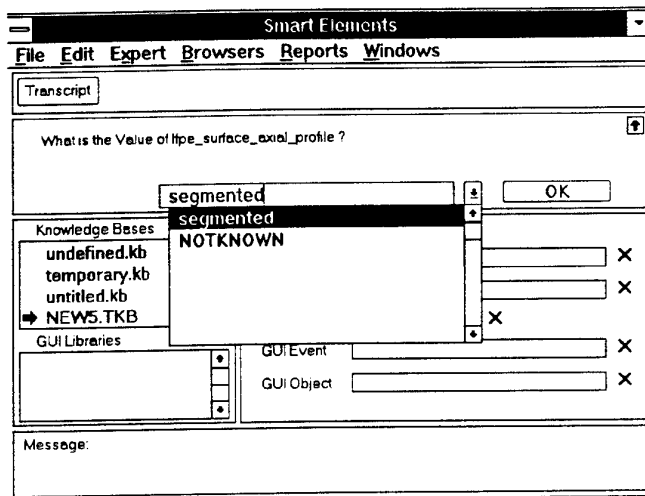 Smart Elements
File Edit Expert Browsers Reports Windows
Transcript
What is the Value of ltpe_surface_axial_profile ?
segmented
OK
segmented
NOTKNOWN
Knowledge Bases
undefined.kb
temporary.kb
untitled.kb
NEW5.TKB
GUI Libraries
GUI Event
GUI Object
Message: